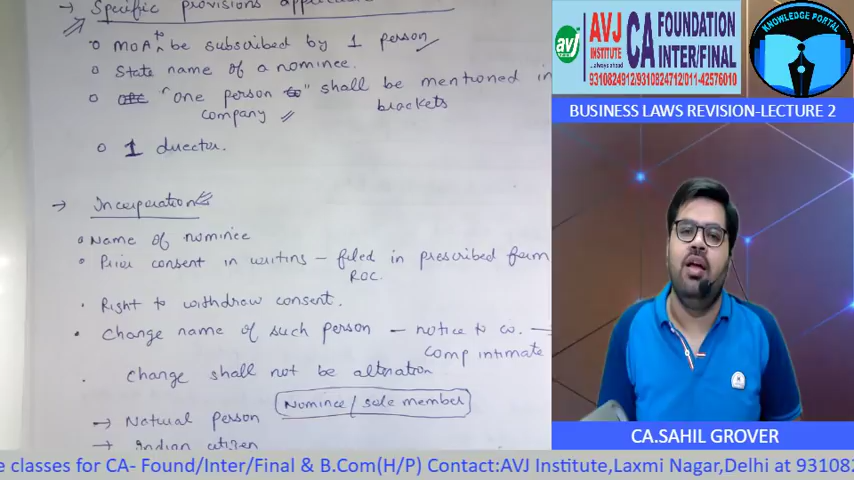 → Specific provisions
o MOA to be subscribed by 1 person
o State name of a nominee.
o "one person company" shall be mentioned in brackets
o 1 director.
→ Incorporation
o Name of nominee
o Prior consent in writing – filed in prescribed form
ROC.
. Right to withdraw consent.
. Change name of such person – notice to co. –
comp intimate
. Change shall not be alteration
Nominee/sole member
→ Natural person
→ Indian citizen
avj
AVJ
INSTITUTE
...always ahead
CA
FOUNDATION
INTER/FINAL
9310824912/9310824712/011-42576010
KNOWLEDGE PORTAL
BUSINESS LAWS REVISION-LECTURE 2
CA.SAHIL GROVER
e classes for CA- Found/Inter/Final & B.Com(H/P) Contact:AVJ Institute,Laxmi Nagar,Delhi at 931082